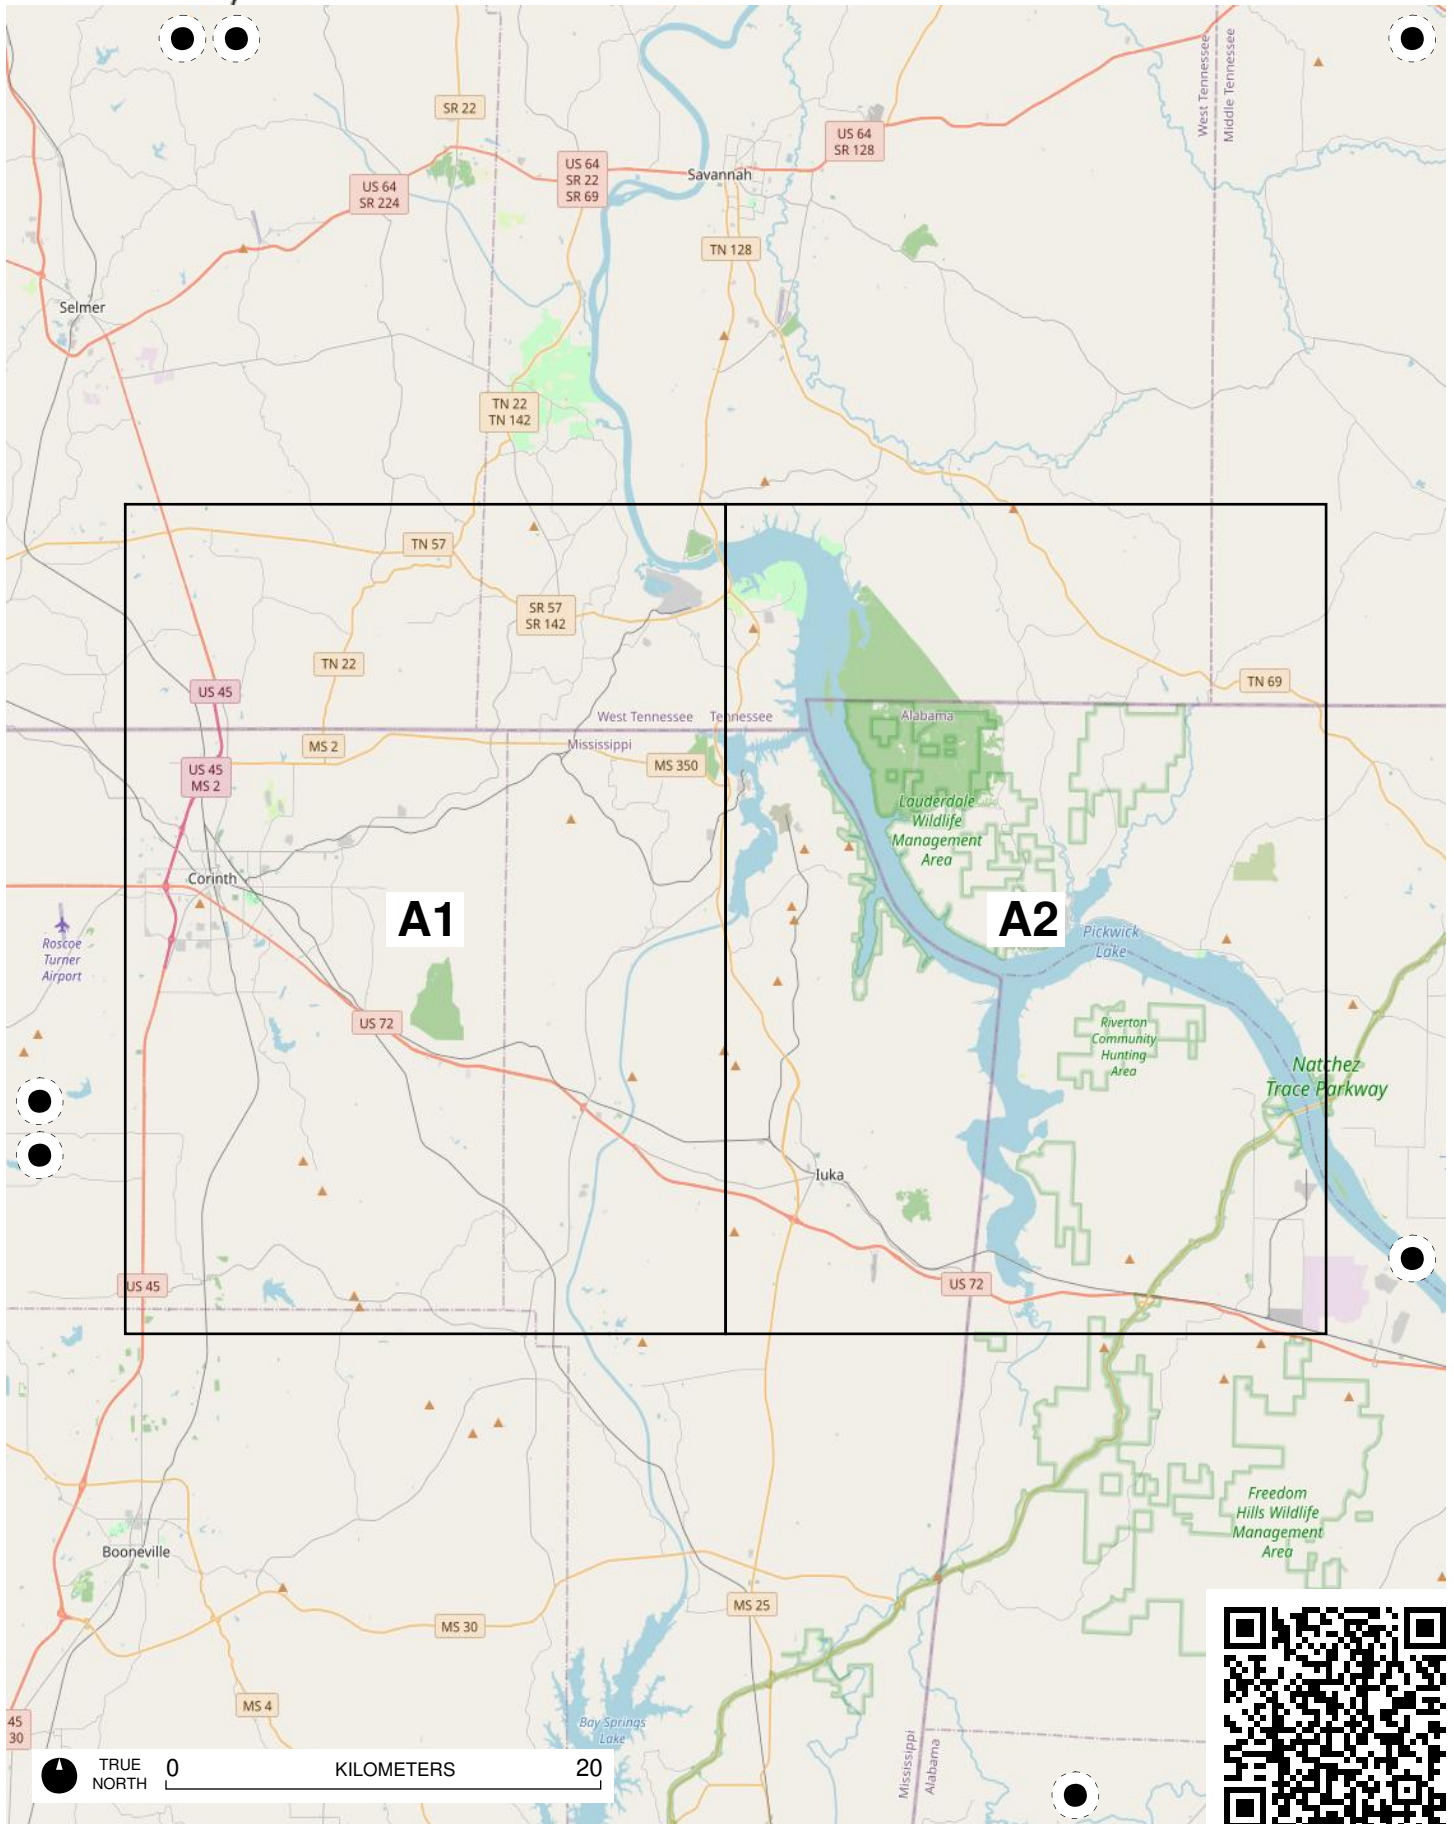 West Tennessee
Middle Tennessee
SR 22
US 64
SR 128
US 64
SR 22
SR 69
Savannah
US 64
SR 224
TN 128
Selmer
TN 22
TN 142
TN 57
SR 57
SR 142
TN 22
TN 69
US 45
West Tennessee
Tennessee
Alabama
MS 2
Mississippi
MS 350
US 45
MS 2
Lauderdale
Wildlife
Management
Area
Corinth
A1
A2
Roscoe
Turner
Airport
Pickwick
Lake
US 72
Riverton
Community
Hunting
Area
Natchez
Trace Parkway
Iuka
US 45
US 72
Freedom
Hills Wildlife
Management
Area
Booneville
MS 25
MS 30
MS 4
45
30
Bay Springs
Lake
Mississippi
Alabama
TRUE
NORTH
0
KILOMETERS
20